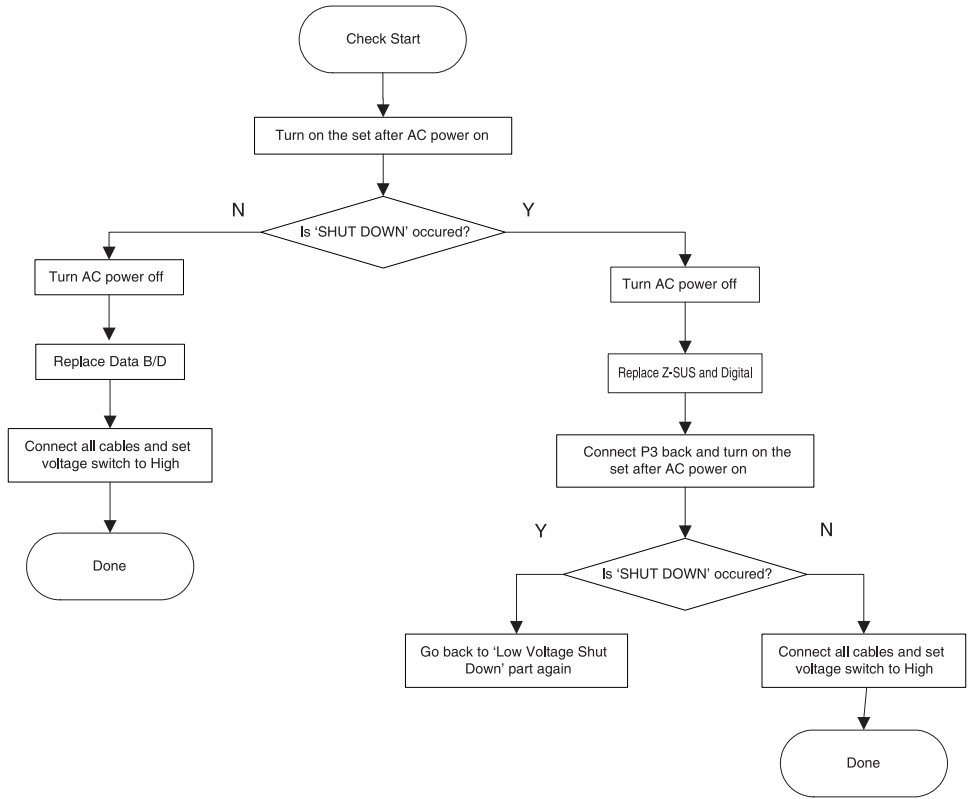 Check Start
Turn on the set after AC power on
N
Y
Is ‘SHUT DOWN’ occured?
Turn AC power off
Replace Data B/D
Connect all cables and set
voltage switch to High
Done
Turn AC power off
Replace Z-SUS and Digital
Connect P3 back and turn on the
set after AC power on
Y
N
Is ‘SHUT DOWN’ occured?
Go back to ‘Low Voltage Shut
Down’ part again
Connect all cables and set
voltage switch to High
Done